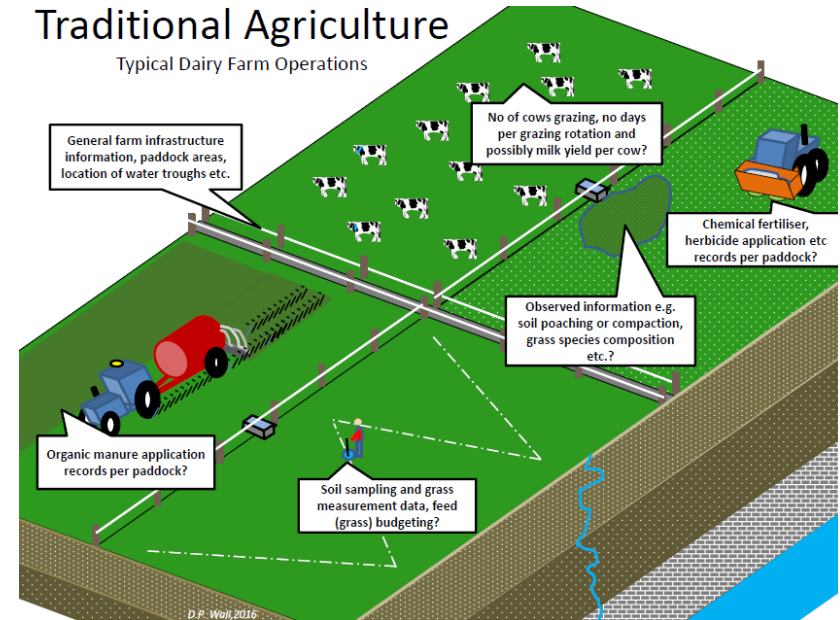 Traditional Agriculture
Typical Dairy Farm Operations
No of cows grazing, no days
per grazing rotation and
possibly milk yield per cow?
General farm infrastructure
information, paddock areas,
location of water troughs etc.
Chemical fertiliser,
herbicide application etc
records per paddock?
Observed information e.g.
soil poaching or compaction,
grass species composition
etc.?
Organic manure application
records per paddock?
Soil sampling and grass
measurement data, feed
(grass) budgeting?
D.P. Wall,2016